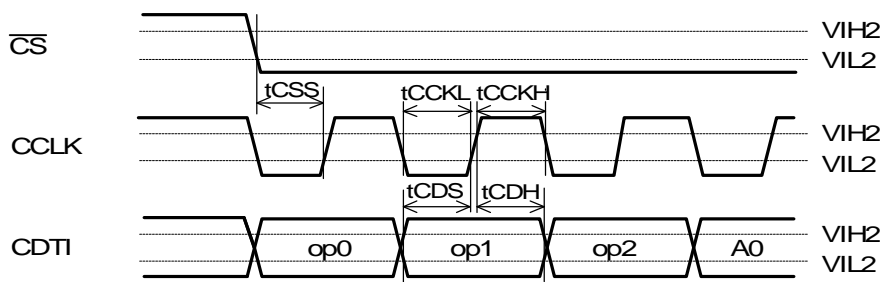 CS
VIH2
VIL2
tCSS
tCCKL tCCKH
CCLK
VIH2
VIL2
tCDS tCDH
CDTI
op0 op1 op2 A0
VIH2
VIL2